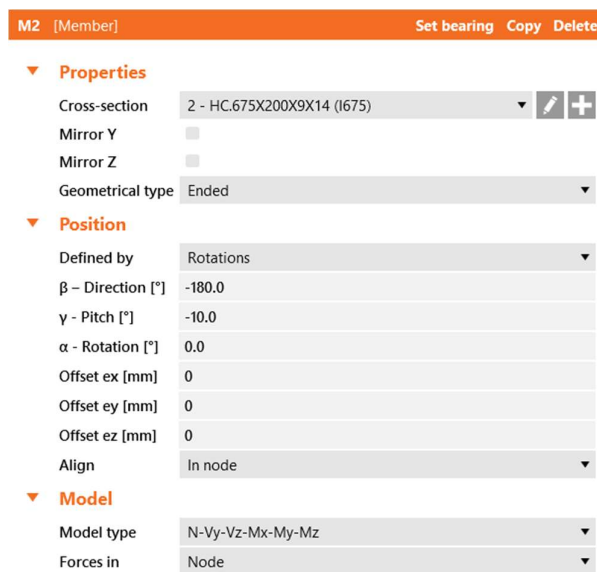 M2 [Member] Set bearing Copy Delete
Properties
Cross-section 2 - HC.675X200X9X14 (I675)
Mirror Y
Mirror Z
Geometrical type Ended
Position
Defined by Rotations
β – Direction [°] -180.0
γ - Pitch [°] -10.0
α - Rotation [°] 0.0
Offset ex [mm] 0
Offset ey [mm] 0
Offset ez [mm] 0
Align In node
Model
Model type N-Vy-Vz-Mx-My-Mz
Forces in Node